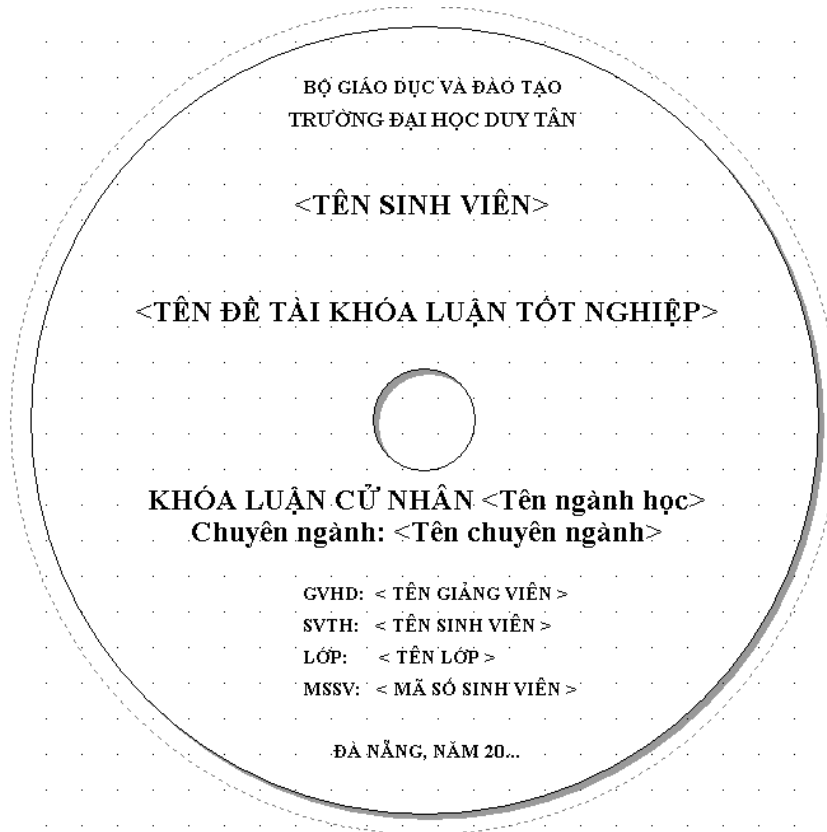 BỘ GIÁO DỤC VÀ ĐÀO TẠO
TRƯỜNG ĐẠI HỌC DUY TÂN
<TÊN SINH VIÊN>
<TÊN ĐỀ TÀI KHÓA LUẬN TỐT NGHIỆP>
KHÓA LUẬN CỬ NHÂN <Tên ngành học>
Chuyên ngành: <Tên chuyên ngành>
GVHD: < TÊN GIẢNG VIÊN >
SVTH: < TÊN SINH VIÊN >
LỚP: < TÊN LỚP >
MSSV: < MÃ SỐ SINH VIÊN >
ĐÀ NẴNG, NĂM 20...